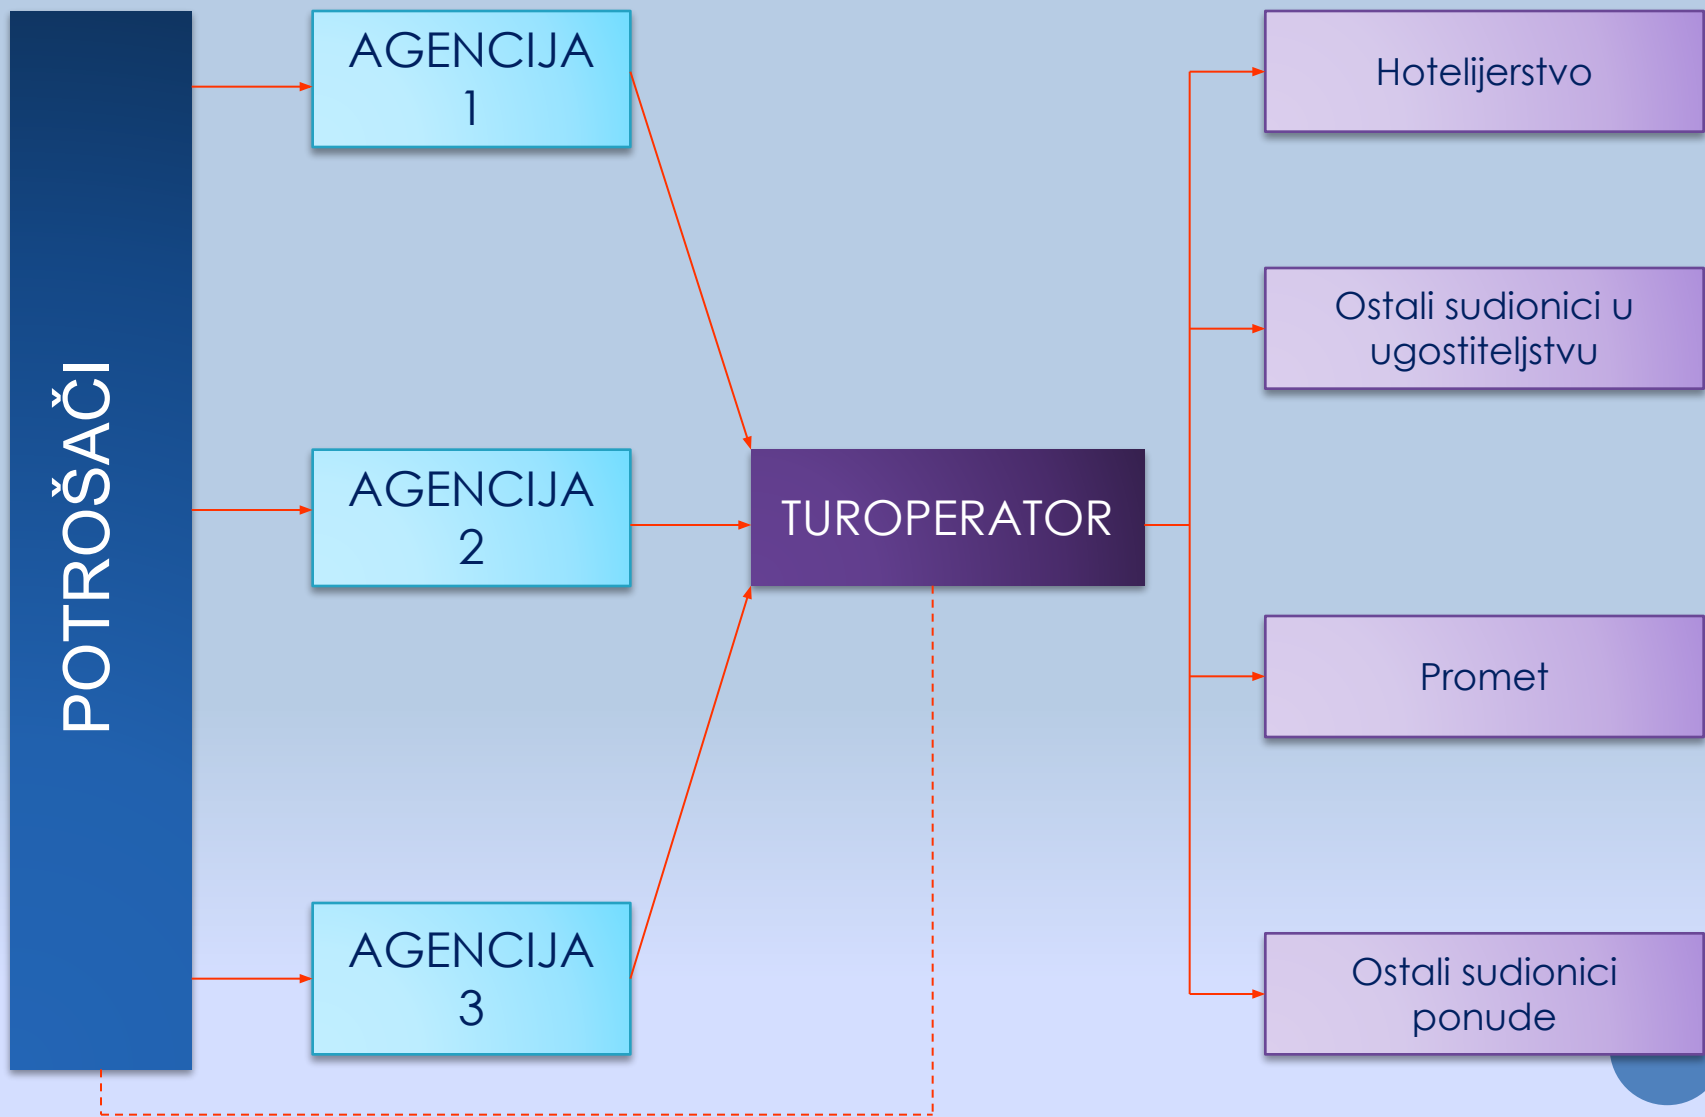 POTROŠAČI
AGENCIJA
1
AGENCIJA
2
AGENCIJA
3
TUROPERATOR
Hotelijerstvo
Ostali sudionici u
ugostiteljstvu
Promet
Ostali sudionici
ponude